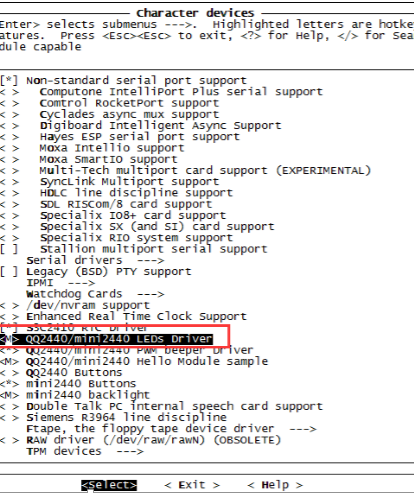 Character devices
Enter> selects submenus --->.  Highlighted letters are hotke
atures.  Press <Esc><Esc> to exit, <?> for Help, </> for Sea
dule capable
[*] Non-standard serial port support
< >   Computone IntelliPort Plus serial support
< >   Comtrol RocketPort support
< >   Cyclades async mux support
< >   Digiboard Intelligent Async Support
< >   Hayes ESP serial port support
< >   Moxa Intellio support
< >   Moxa SmartIO support
< >   Multi-Tech multiport card support (EXPERIMENTAL)
< >   SyncLink Multiport support
< >   HDLC line discipline support
< >   SDL RISCom/8 card support
< >   Specialix IO8+ card support
< >   Specialix SX (and SI) card support
< >   Specialix RIO system support
[ ]   Stallion multiport serial support
    Serial drivers  --->
[ ] Legacy (BSD) PTY support
    IPMI  --->
    Watchdog Cards  --->
< > /dev/nvram support
< > Enhanced Real Time Clock Support
[*] S3C2410 RTC Driver
<M> QQ2440/mini2440 LEDs Driver
<*> QQ2440/mini2440 PWM Beeper Driver
<M> QQ2440/mini2440 Hello Module sample
< > QQ2440 Buttons
<*> mini2440 Buttons
<M> mini2440 backlight
< > Double Talk PC internal speech card support
< > Siemens R3964 line discipline
    Ftape, the floppy tape device driver  --->
< > RAW driver (/dev/raw/rawN) (OBSOLETE)
    TPM devices  --->
<Select>    < Exit >    < Help >